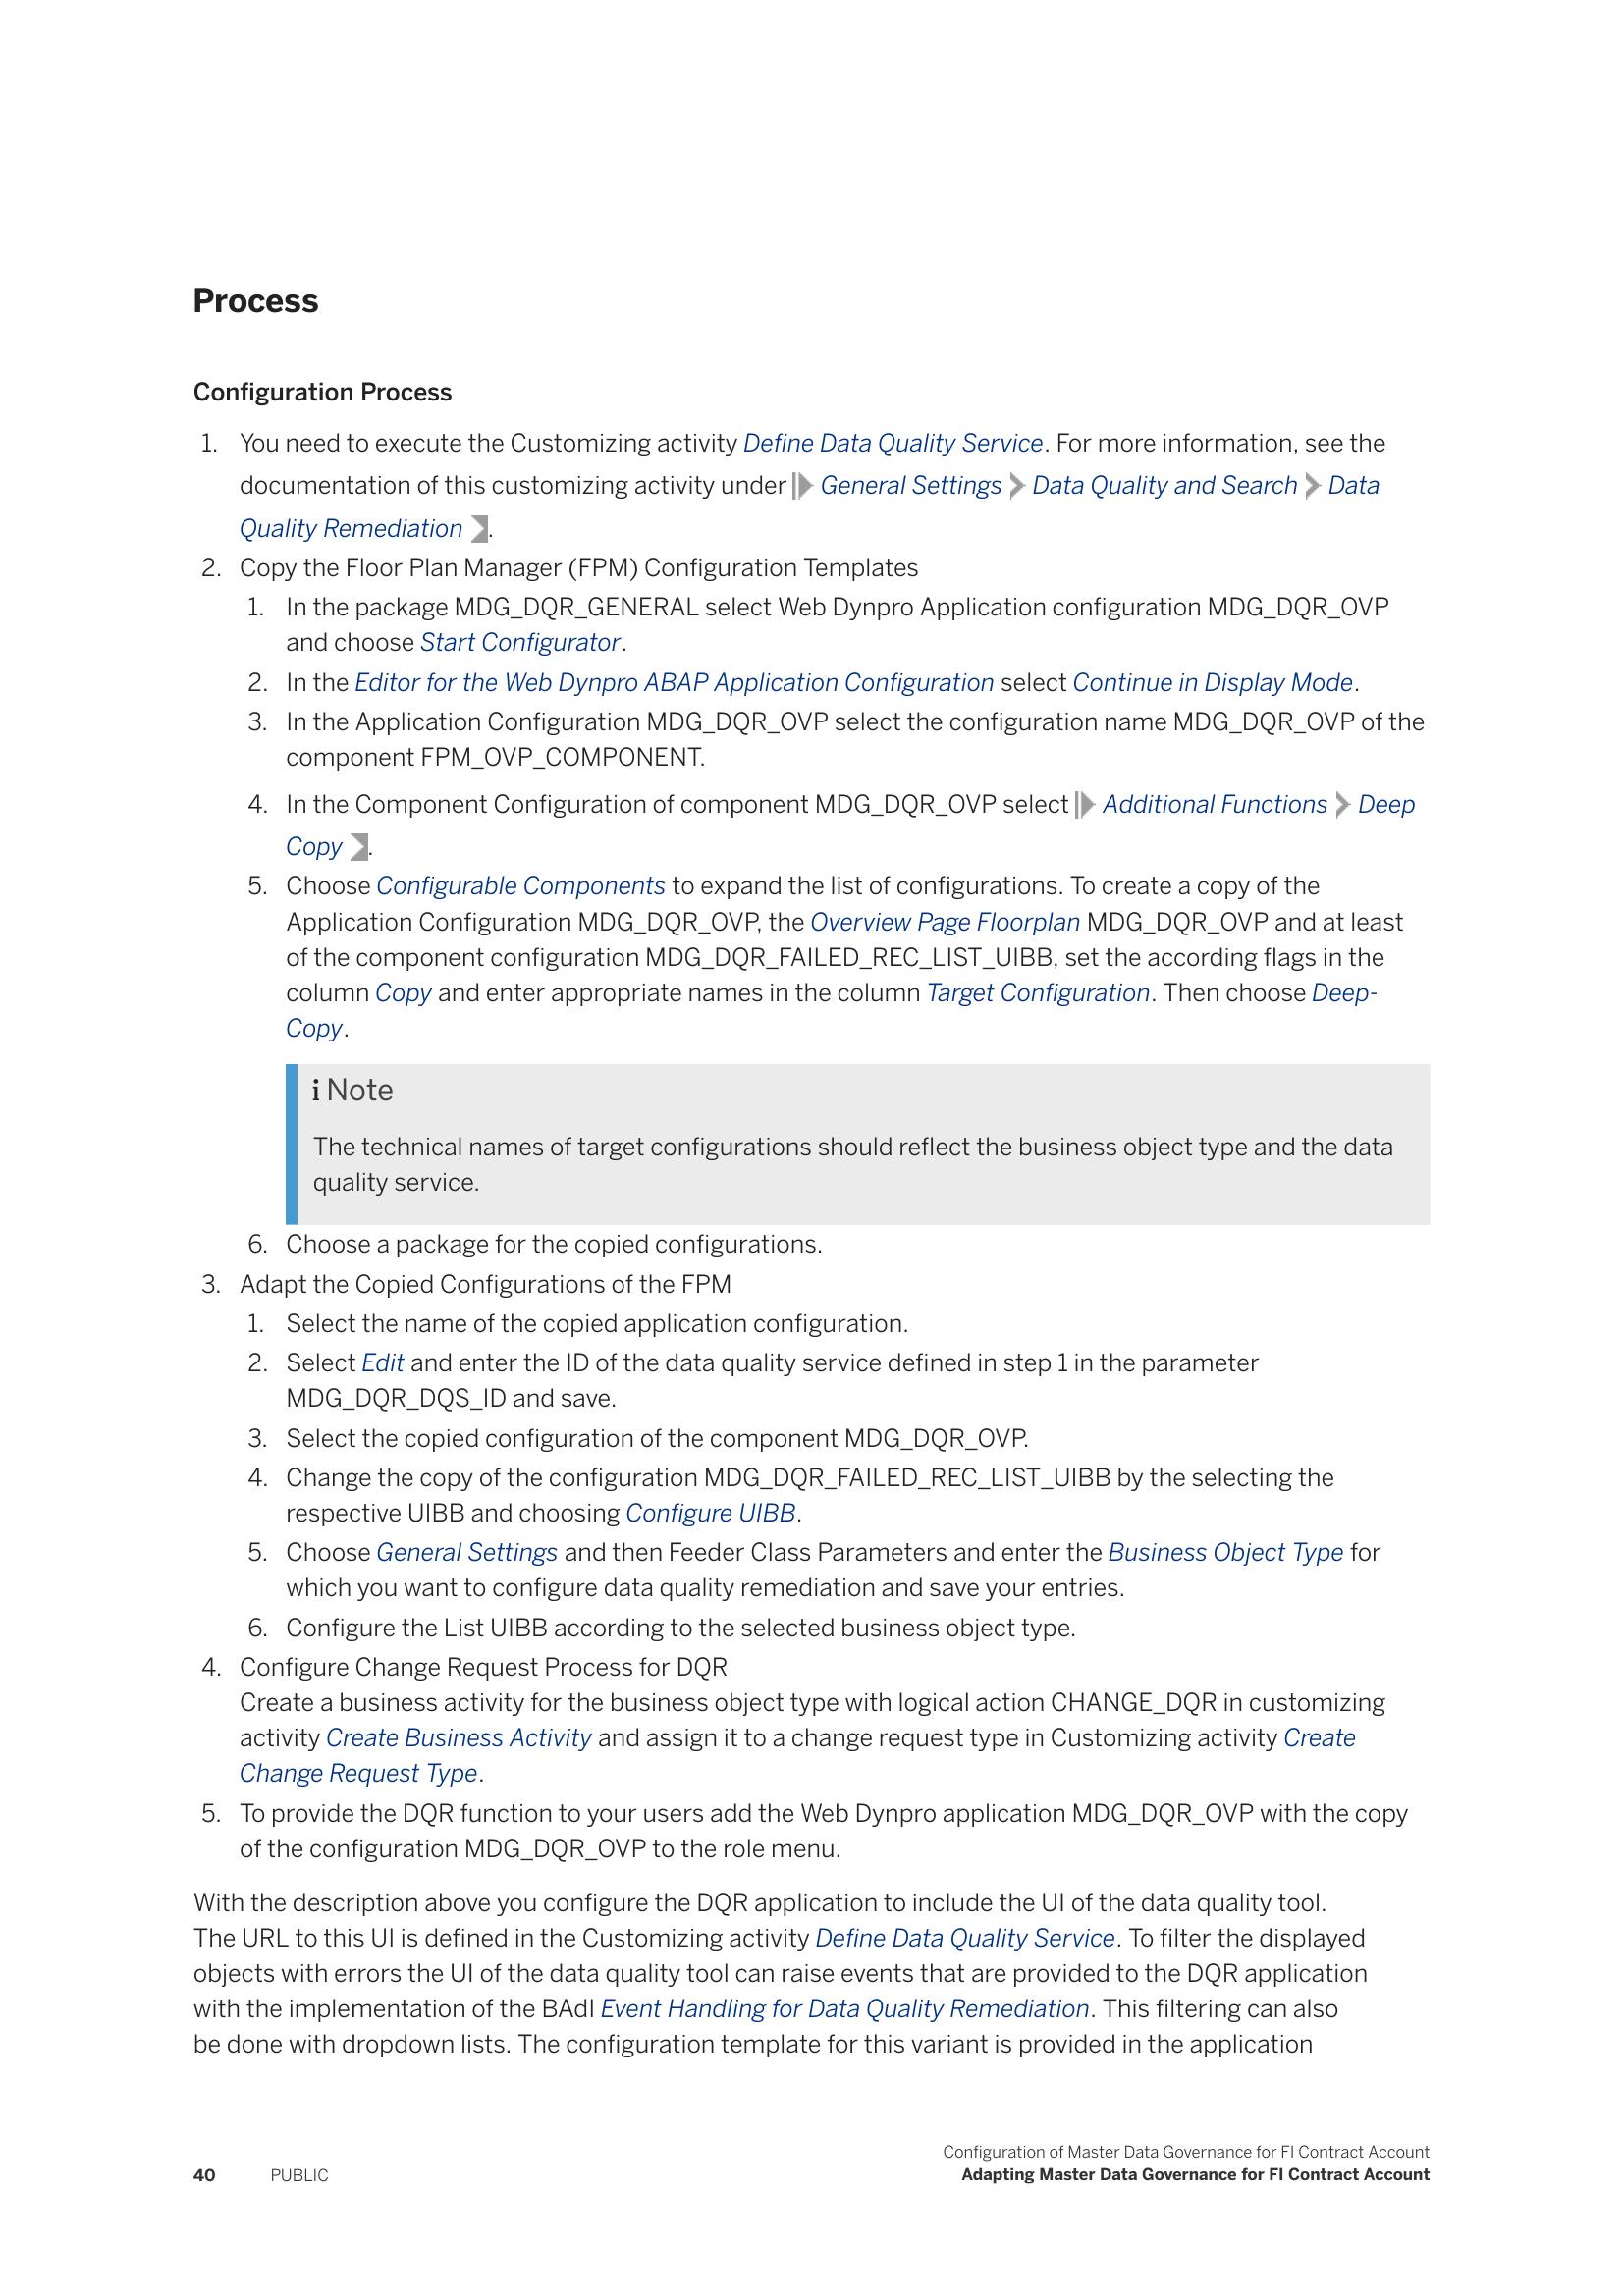 Process
Configuration Process
1. You need to execute the Customizing activity Define Data Quality Service. For more information, see the
documentation of this customizing activity under General Settings Data Quality and Search Data
Quality Remediation .
2. Copy the Floor Plan Manager (FPM) Configuration Templates
1. In the package MDG_DQR_GENERAL select Web Dynpro Application configuration MDG_DQR_OVP
and choose Start Configurator.
2. In the Editor for the Web Dynpro ABAP Application Configuration select Continue in Display Mode.
3. In the Application Configuration MDG_DQR_OVP select the configuration name MDG_DQR_OVP of the
component FPM_OVP_COMPONENT.
4. In the Component Configuration of component MDG_DQR_OVP select Additional Functions Deep
Copy .
5. Choose Configurable Components to expand the list of configurations. To create a copy of the
Application Configuration MDG_DQR_OVP, the Overview Page Floorplan MDG_DQR_OVP and at least
of the component configuration MDG_DQR_FAILED_REC_LIST_UIBB, set the according flags in the
column Copy and enter appropriate names in the column Target Configuration. Then choose Deep-
Copy.
i Note
The technical names of target configurations should reflect the business object type and the data
quality service.
6. Choose a package for the copied configurations.
3. Adapt the Copied Configurations of the FPM
1. Select the name of the copied application configuration.
2. Select Edit and enter the ID of the data quality service defined in step 1 in the parameter
MDG_DQR_DQS_ID and save.
3. Select the copied configuration of the component MDG_DQR_OVP.
4. Change the copy of the configuration MDG_DQR_FAILED_REC_LIST_UIBB by the selecting the
respective UIBB and choosing Configure UIBB.
5. Choose General Settings and then Feeder Class Parameters and enter the Business Object Type for
which you want to configure data quality remediation and save your entries.
6. Configure the List UIBB according to the selected business object type.
4. Configure Change Request Process for DQR
Create a business activity for the business object type with logical action CHANGE_DQR in customizing
activity Create Business Activity and assign it to a change request type in Customizing activity Create
Change Request Type.
5. To provide the DQR function to your users add the Web Dynpro application MDG_DQR_OVP with the copy
of the configuration MDG_DQR_OVP to the role menu.
With the description above you configure the DQR application to include the UI of the data quality tool.
The URL to this UI is defined in the Customizing activity Define Data Quality Service. To filter the displayed
objects with errors the UI of the data quality tool can raise events that are provided to the DQR application
with the implementation of the BAdI Event Handling for Data Quality Remediation. This filtering can also
be done with dropdown lists. The configuration template for this variant is provided in the application
Configuration of Master Data Governance for FI Contract Account
40 PUBLIC Adapting Master Data Governance for FI Contract Account